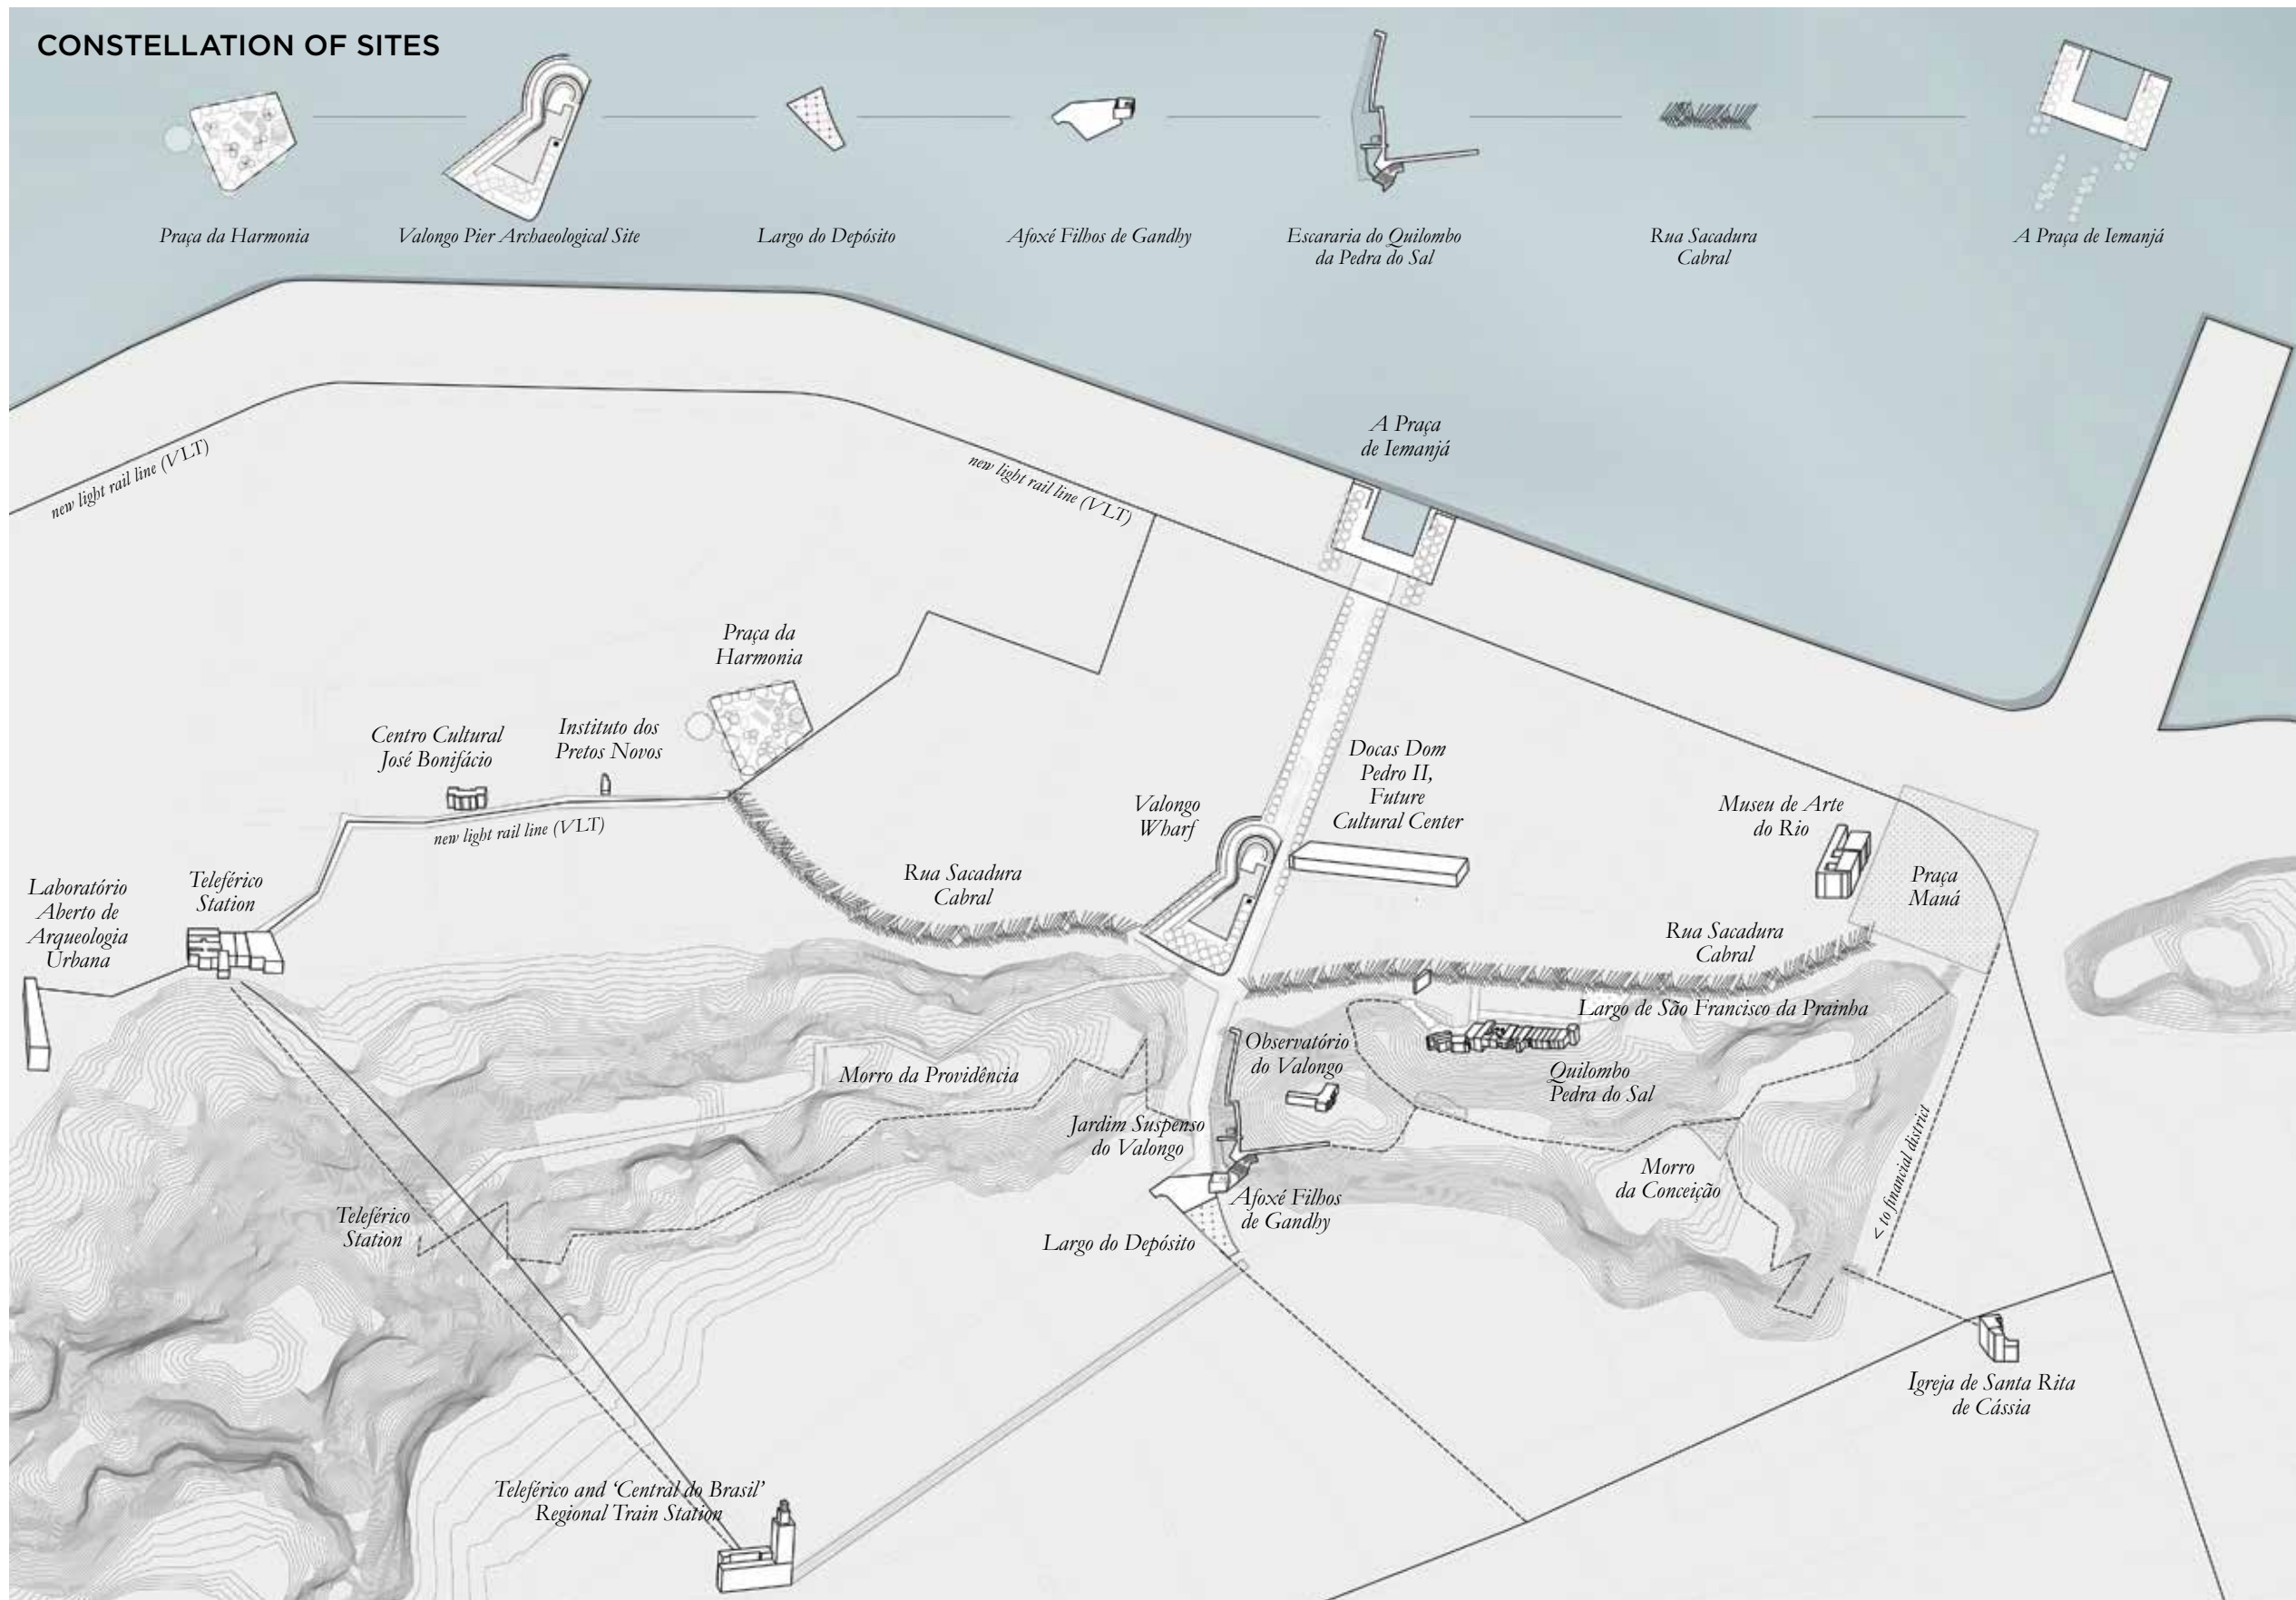 CONSTELLATION OF SITES
Praça da Harmonia
Valongo Pier Archaeological Site
Largo do Depósito
Afoxé Filhos de Gandhy
Escararia do Quilombo
da Pedra do Sal
Rua Sacadura
Cabral
A Praça de Iemanjá
A Praça
de Iemanjá
new light rail line (VLT)
new light rail line (VLT)
Praça da
Harmonia
Centro Cultural
José Bonifácio
Instituto dos
Pretos Novos
new light rail line (VLT)
Docas Dom
Pedro II,
Future
Cultural Center
Valongo
Wharf
Museu de Arte
do Rio
Praça
Mauá
Laboratório
Aberto de
Arqueologia
Urbana
Teleférico
Station
Rua Sacadura
Cabral
Rua Sacadura
Cabral
Largo de São Francisco da Prainha
Observatório
do Valongo
Morro da Providência
Quilombo
Pedra do Sal
Jardim Suspenso
do Valongo
Morro
da Conceição
< to financial district
Teleférico
Station
Afoxé Filhos
de Gandhy
Largo do Depósito
Igreja de Santa Rita
de Cássia
Teleférico and ‘Central do Brasil’
Regional Train Station